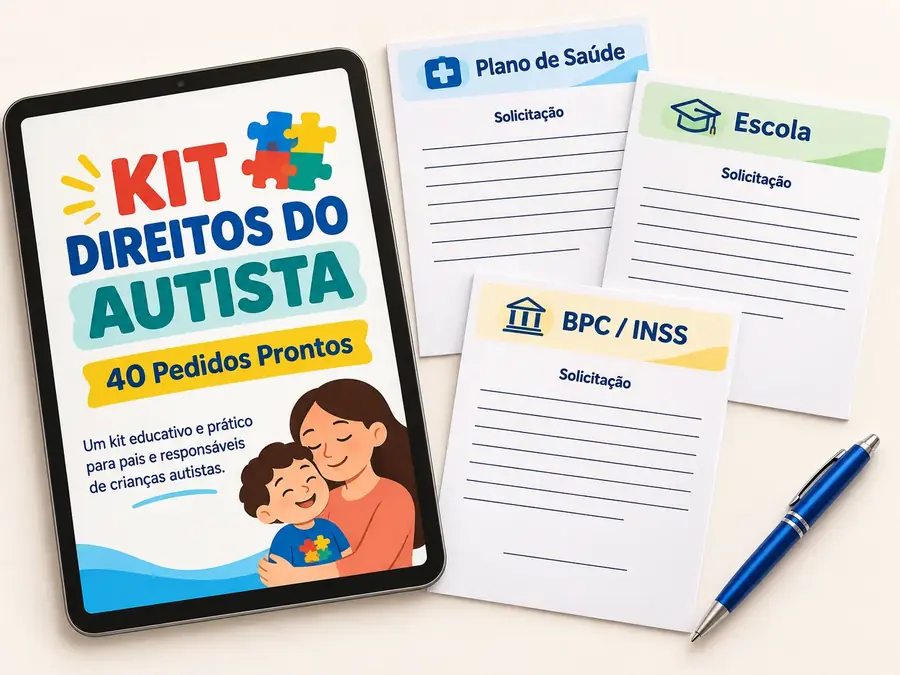 KIT
DIREITOS DO
AUTISTA
40 Pedidos Prontos
Um kit educativo e prático
para pais e responsáveis
de crianças autistas.
Plano de Saúde
Solicitação
Escola
Solicitação
BPC / INSS
Solicitação